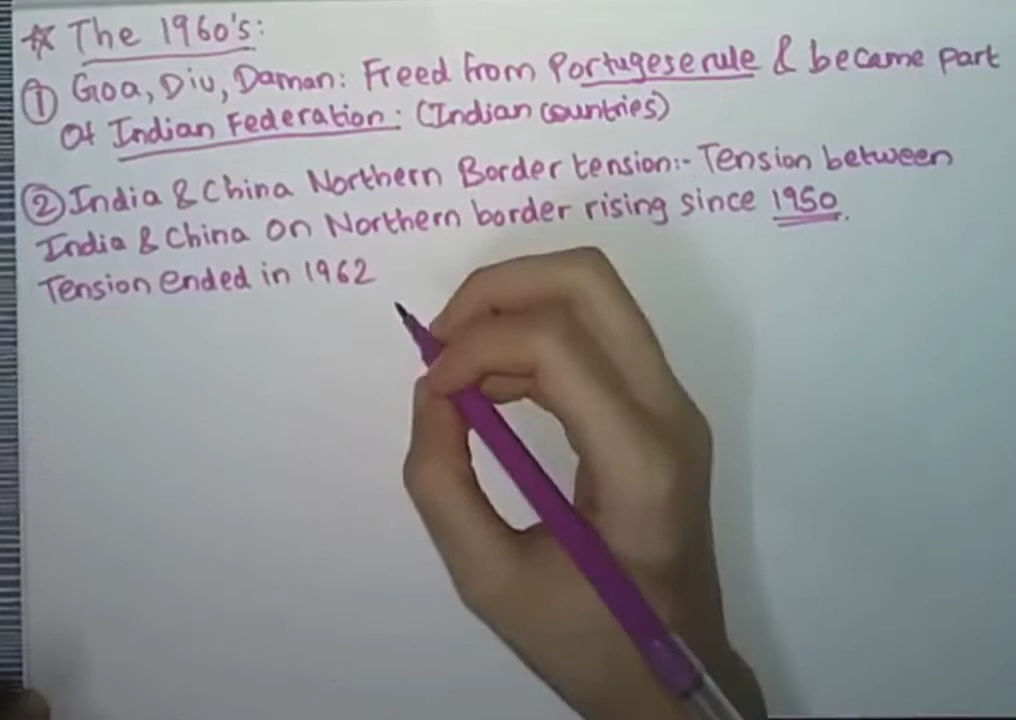 ☆ The 1960's:
① Goa, Diu, Daman: Freed from Portugese rule & became part
Of Indian Federation: (Indian countries)
② India & China Northern Border tension:- Tension between
India & China On Northern border rising since 1950.
Tension ended in 1962